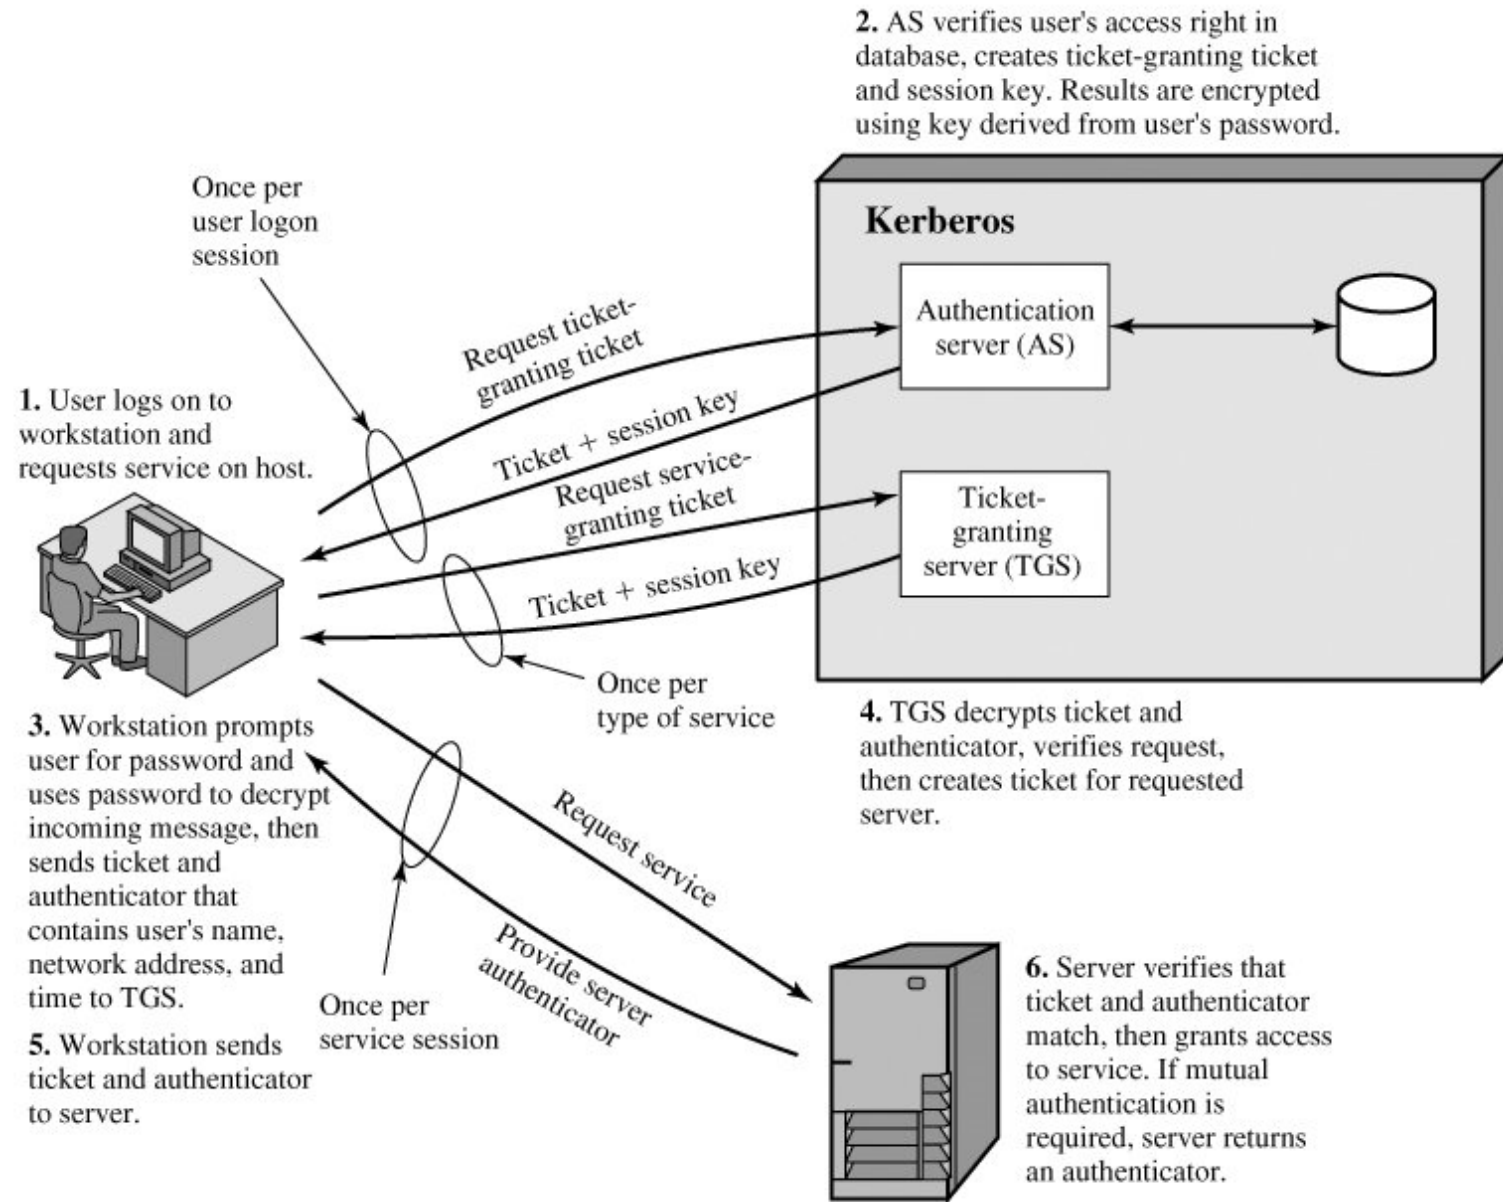 2. AS verifies user's access right in
database, creates ticket-granting ticket
and session key. Results are encrypted
using key derived from user's password.
Once per
user logon
session
Kerberos
Authentication
server (AS)
Request ticket-
granting ticket
1. User logs on to
workstation and
requests service on host.
Ticket + session key
Request service-
granting ticket
Ticket-
granting
server (TGS)
Ticket + session key
Once per
type of service
3. Workstation prompts
user for password and
uses password to decrypt
incoming message, then
sends ticket and
authenticator that
contains user's name,
network address, and
time to TGS.
4. TGS decrypts ticket and
authenticator, verifies request,
then creates ticket for requested
server.
Request service
Provide server
authenticator
Once per
service session
5. Workstation sends
ticket and authenticator
to server.
6. Server verifies that
ticket and authenticator
match, then grants access
to service. If mutual
authentication is
required, server returns
an authenticator.